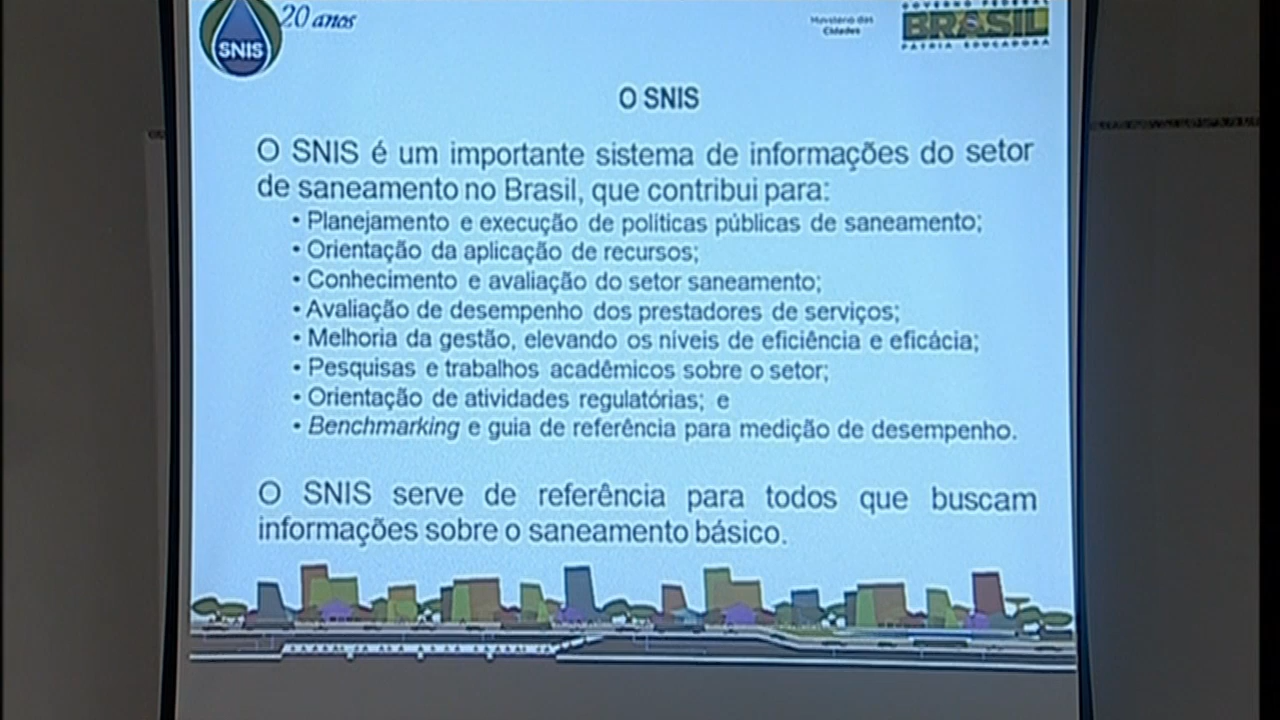 SNIS
20 anos
Ministério das
Cidades
GOVERNO FEDERAL
BRASIL
PÁTRIA EDUCADORA
O SNIS
O SNIS é um importante sistema de informações do setor
de saneamento no Brasil, que contribui para:
• Planejamento e execução de políticas públicas de saneamento;
• Orientação da aplicação de recursos;
• Conhecimento e avaliação do setor saneamento;
• Avaliação de desempenho dos prestadores de serviços;
• Melhoria da gestão, elevando os níveis de eficiência e eficácia;
• Pesquisas e trabalhos acadêmicos sobre o setor;
• Orientação de atividades regulatórias; e
• Benchmarking e guia de referência para medição de desempenho.
O SNIS serve de referência para todos que buscam
informações sobre o saneamento básico.